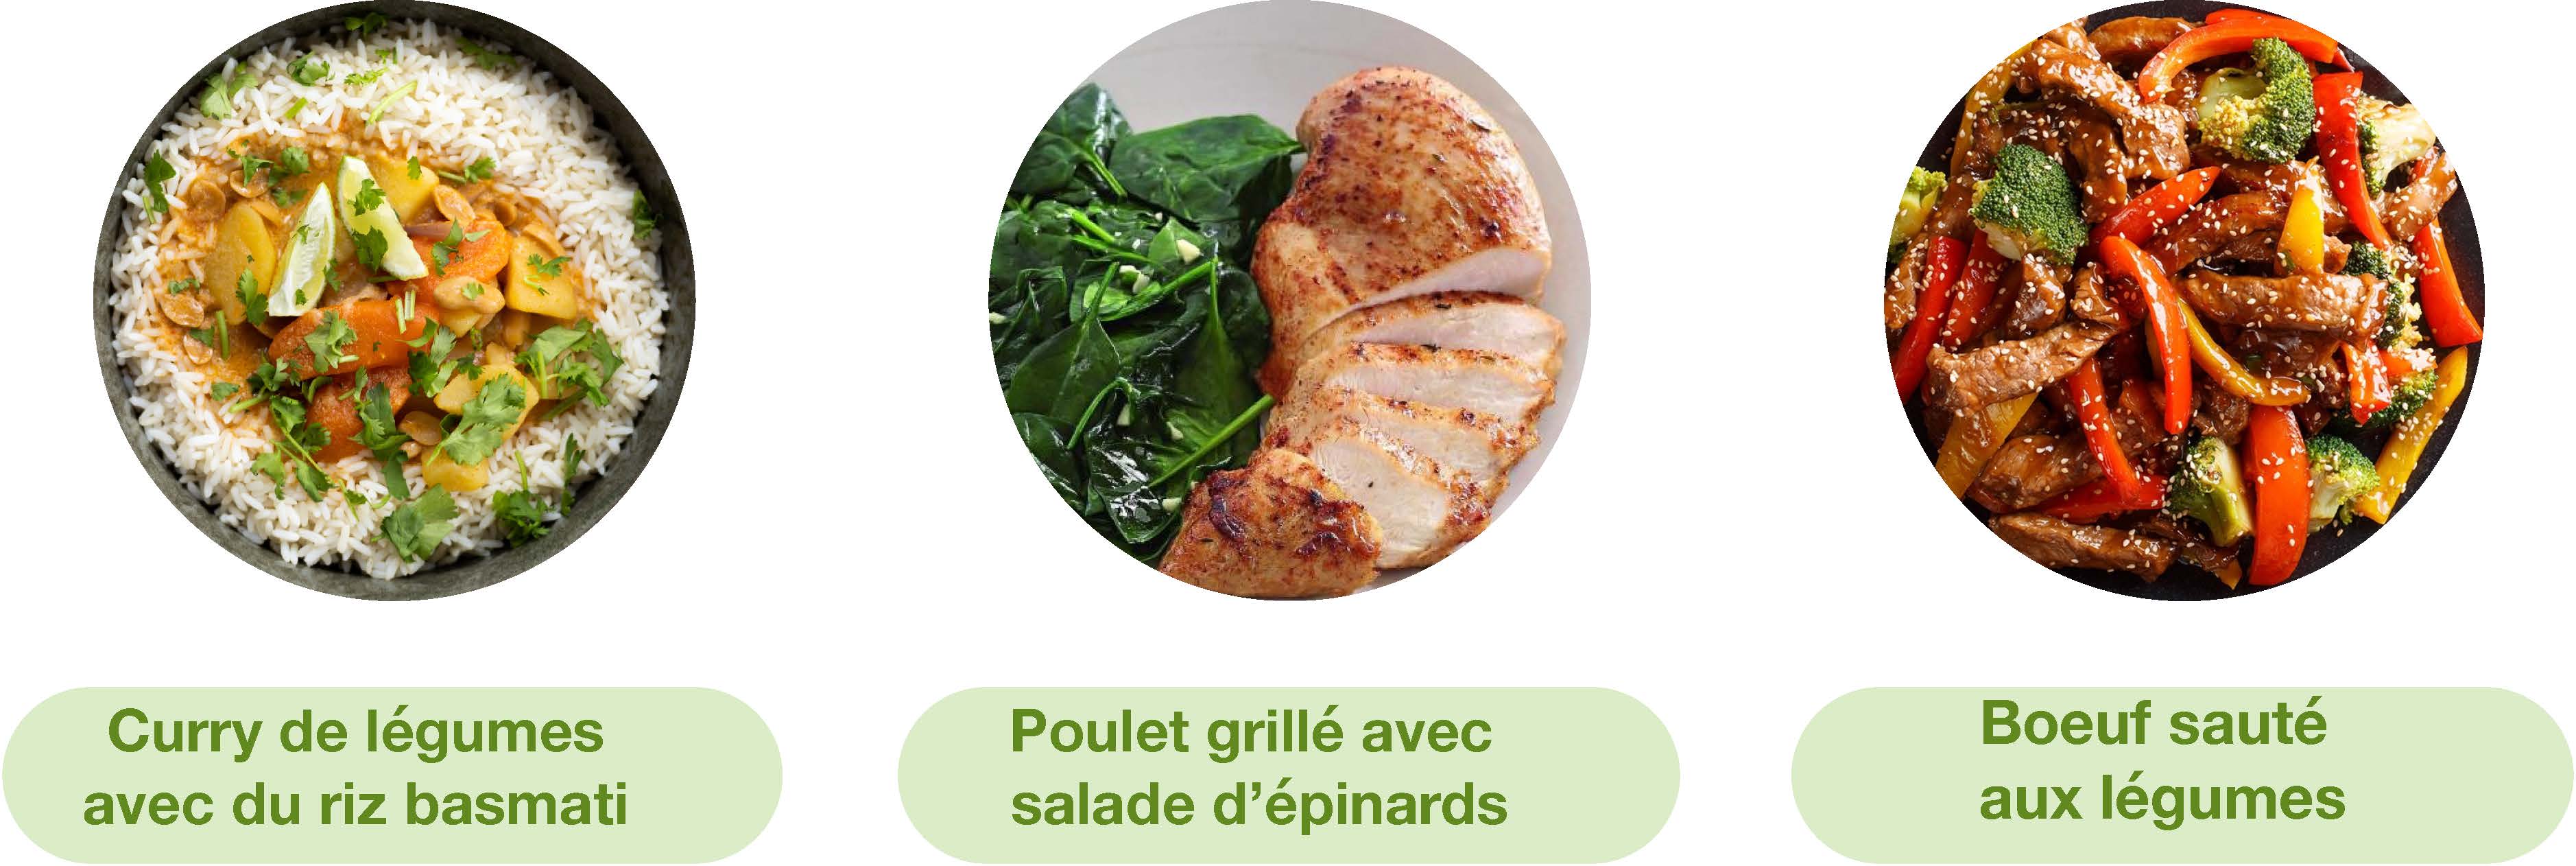 Curry de légumes
avec du riz basmati
Poulet grillé avec
salade d’épinards
Boeuf sauté
aux légumes